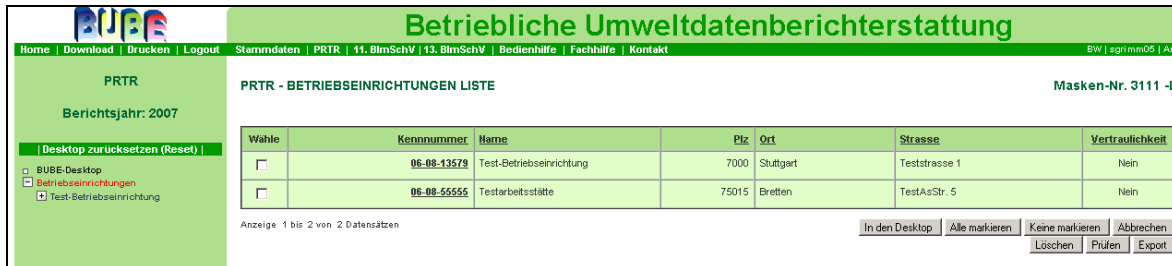 BUBE
Betriebliche Umweltdatenberichterstattung
Home | Download | Drucken | Logout
Stammdaten | PRTR | 11. BImSchV | 13. BImSchV | Bedienhilfe | Fachhilfe | Kontakt
BW | sgrimm05 |
PRTR
Berichtsjahr: 2007
| Desktop zurücksetzen (Reset) |
BUBE-Desktop
Betriebseinrichtungen
Test-Betriebseinrichtung
PRTR - BETRIEBSEINRICHTUNGEN LISTE
Masken-Nr. 3111 -
Wähle Kennnummer Name Plz Ort Strasse Vertraulichkeit
06-08-13579 Test-Betriebseinrichtung 7000 Stuttgart Teststrasse 1 Nein
06-08-55555 Testarbeitsstätte 75015 Bretten TestAsStr. 5 Nein
Anzeige 1 bis 2 von 2 Datensätzen
In den Desktop Alle markieren Keine markieren Abbrechen
Löschen Prüfen Export